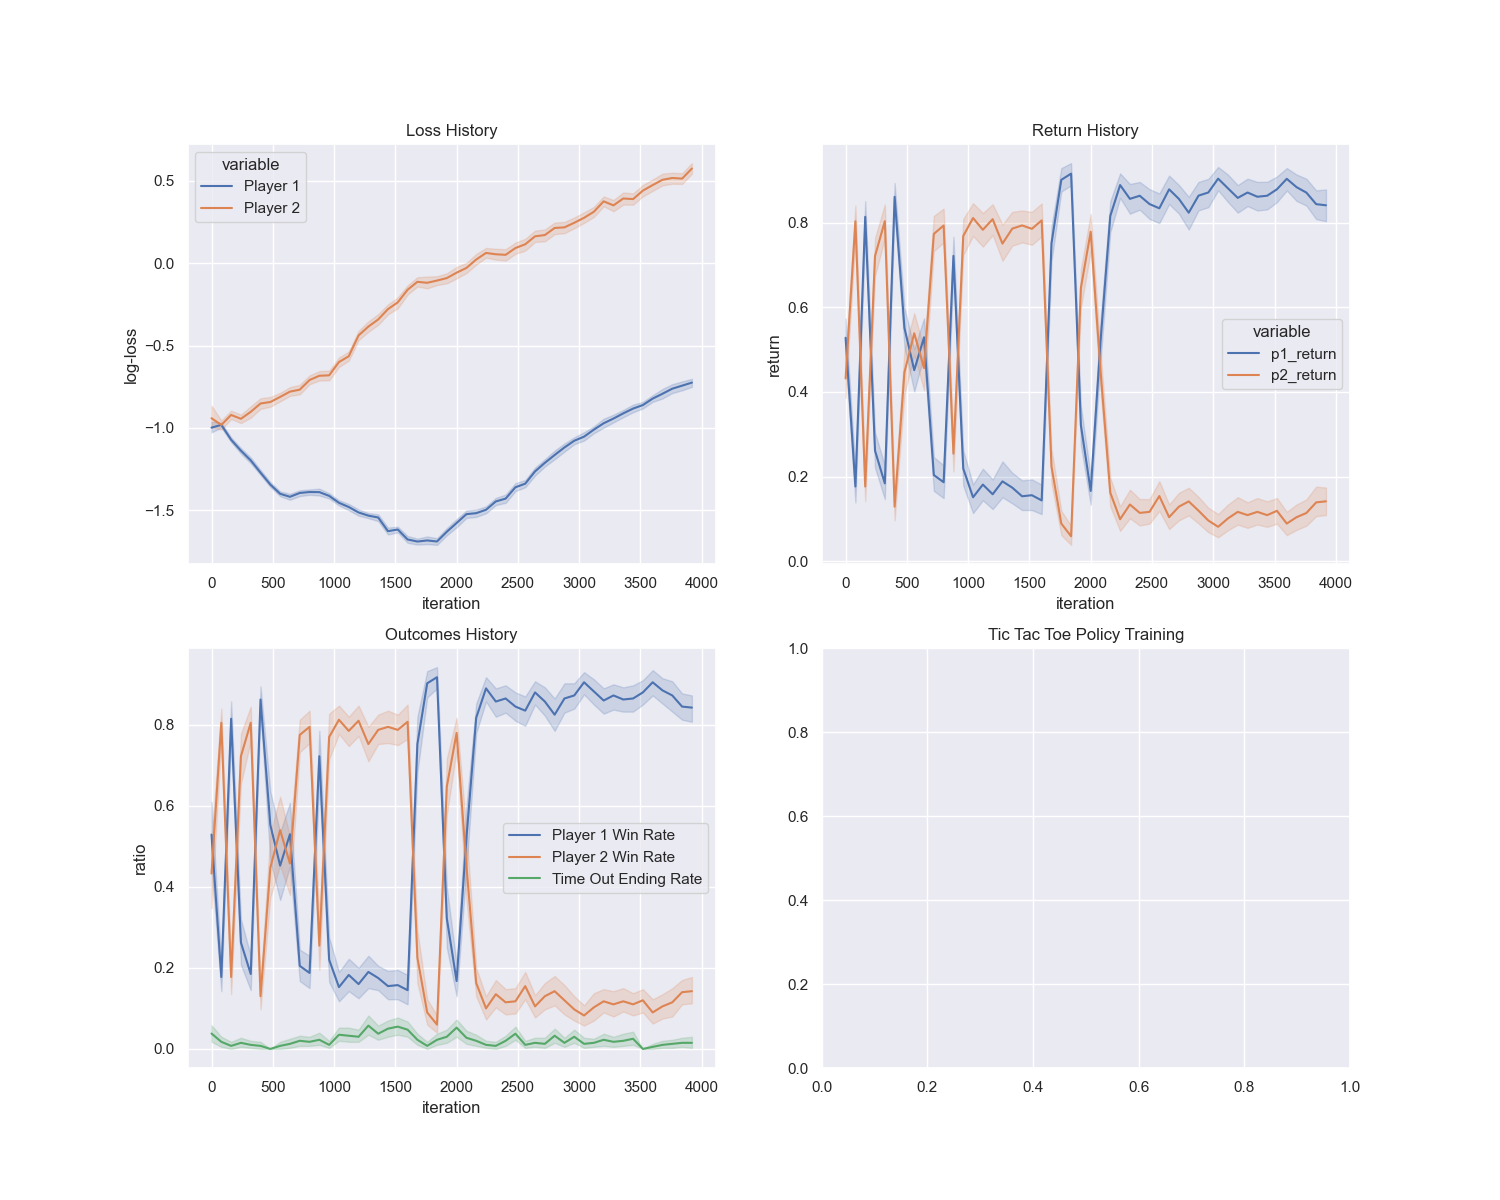 Loss History
variable
Player 1
Player 2
0.5
0.0
−0.5
−1.0
−1.5
log-loss
0 500 1000 1500 2000 2500 3000 3500 4000
iteration
Return History
variable
p1_return
p2_return
0.8
0.6
0.4
0.2
0.0
return
0 500 1000 1500 2000 2500 3000 3500 4000
iteration
Outcomes History
Player 1 Win Rate
Player 2 Win Rate
Time Out Ending Rate
0.8
0.6
0.4
0.2
0.0
ratio
0 500 1000 1500 2000 2500 3000 3500 4000
iteration
Tic Tac Toe Policy Training
1.0
0.8
0.6
0.4
0.2
0.0
0.0 0.2 0.4 0.6 0.8 1.0